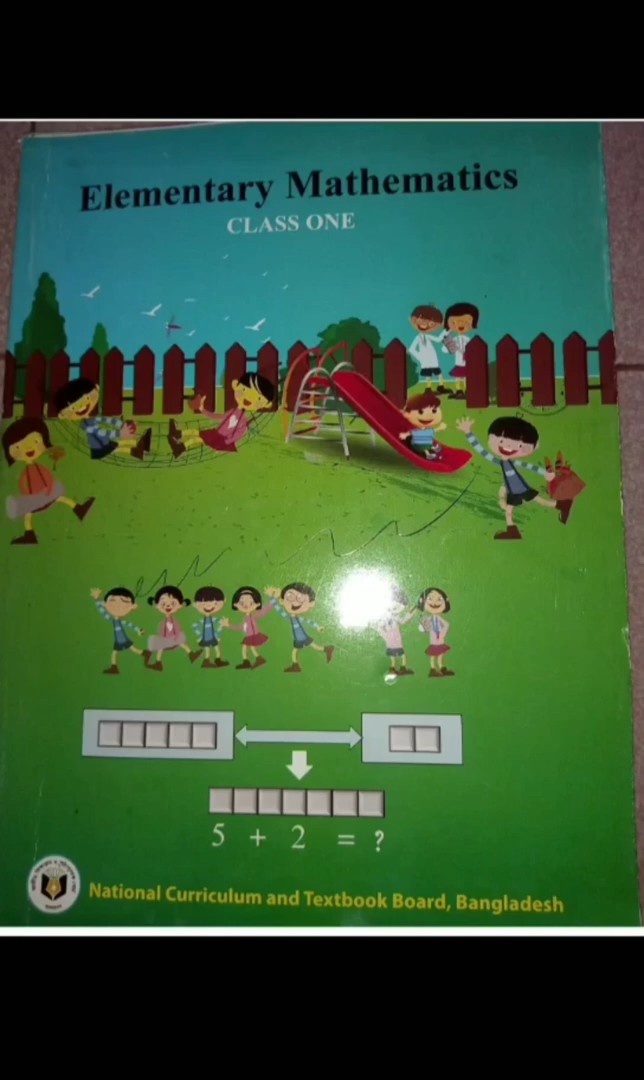 Elementary Mathematics
CLASS ONE
5 + 2 = ?
National Curriculum and Textbook Board, Bangladesh